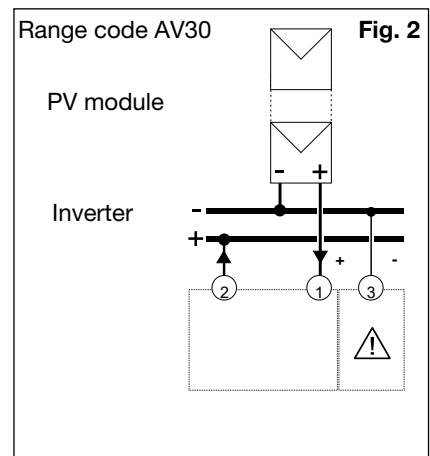 Range code AV30 Fig. 2
PV module
- +
Inverter -
+
+ -
2 1 3